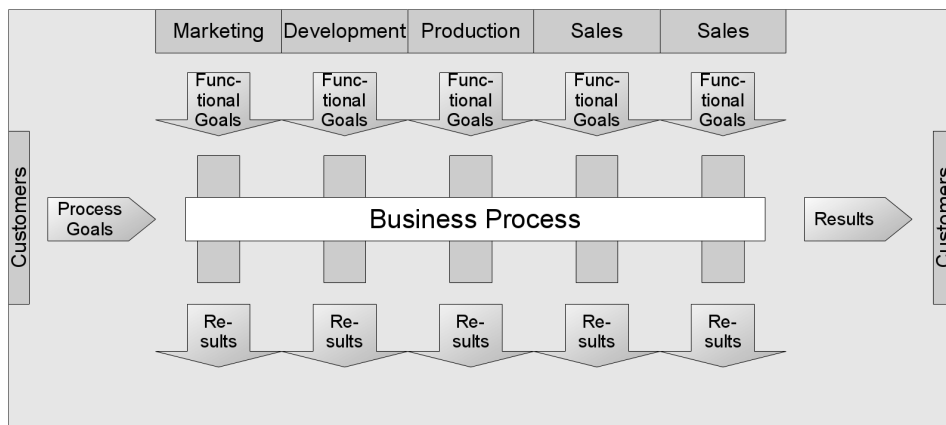 Marketing
Development
Production
Sales
Sales
Func-
tional
Goals
Func-
tional
Goals
Func-
tional
Goals
Func-
tional
Goals
Func-
tional
Goals
Customers
Process
Goals
Business Process
Results
Customers
Re-
sults
Re-
sults
Re-
sults
Re-
sults
Re-
sults